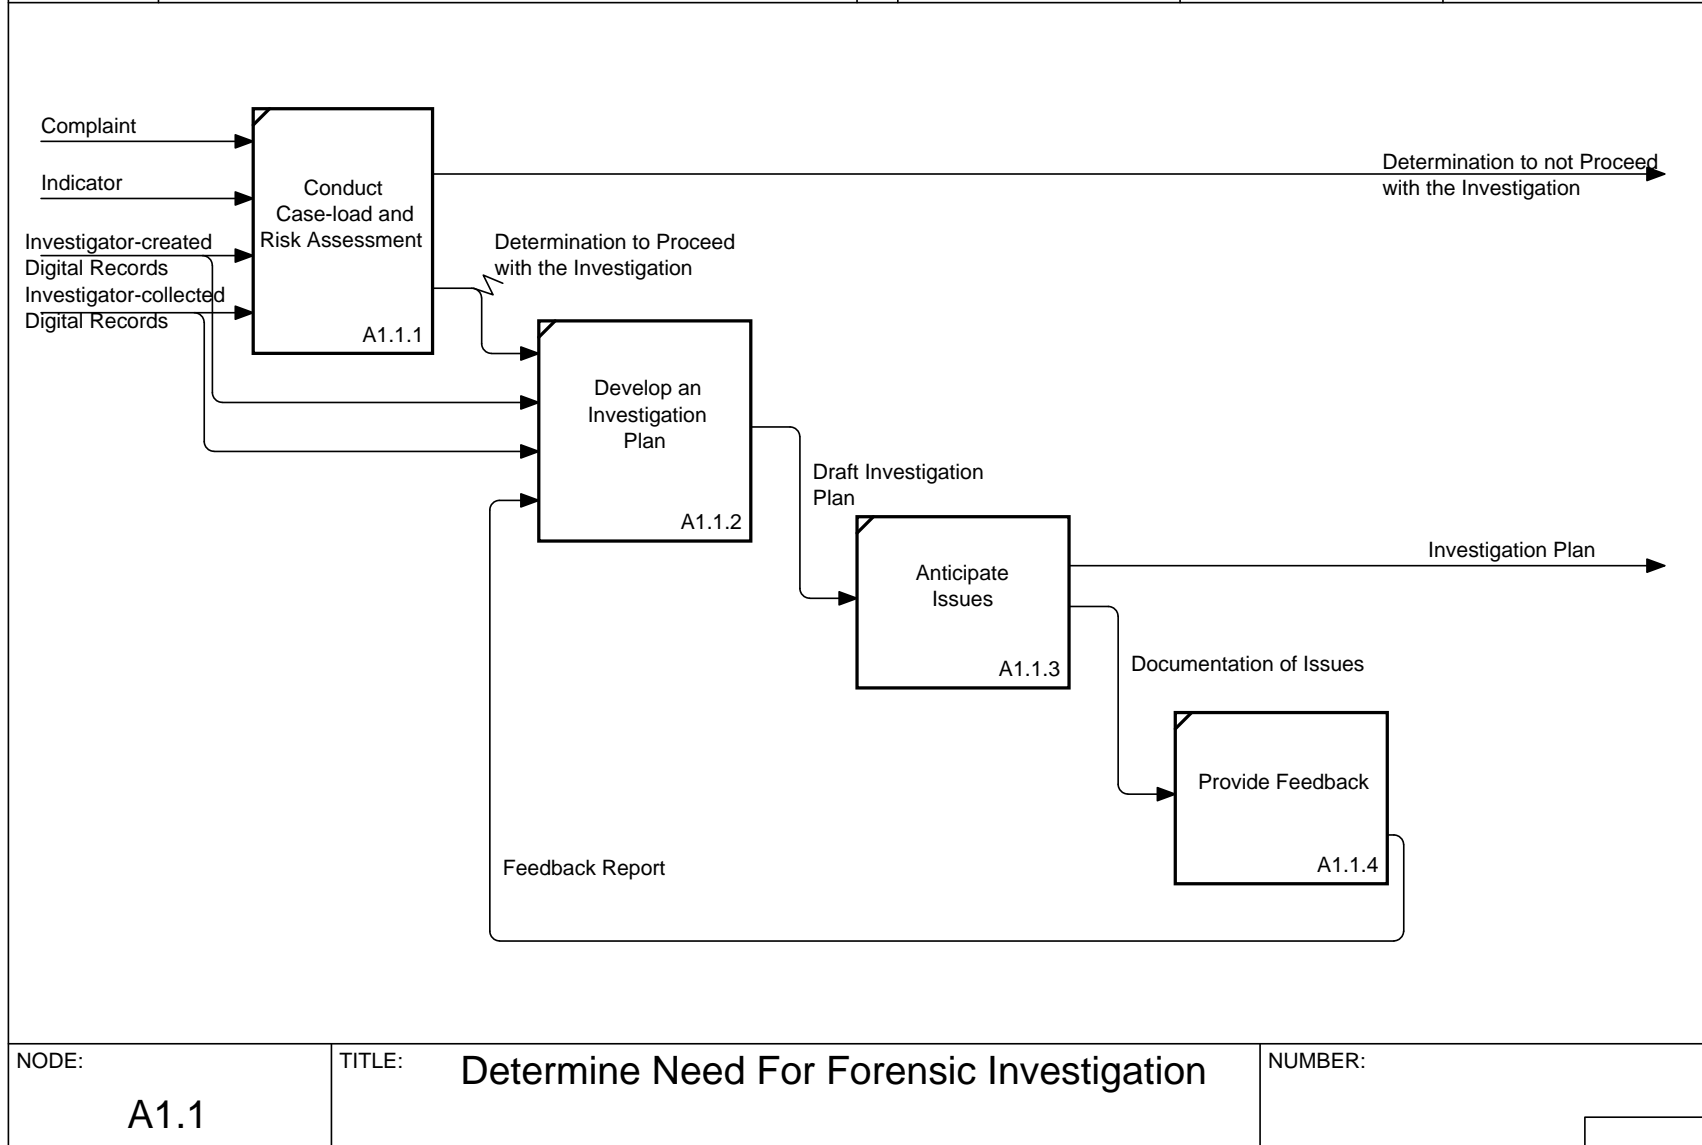 Complaint
Indicator
Investigator-created
Digital Records
Investigator-collected
Digital Records
Conduct
Case-load and
Risk Assessment
A1.1.1
Determination to not Proceed
with the Investigation
Determination to Proceed
with the Investigation
Develop an
Investigation
Plan
A1.1.2
Draft Investigation
Plan
Anticipate
Issues
A1.1.3
Investigation Plan
Documentation of Issues
Provide Feedback
A1.1.4
Feedback Report
NODE:
A1.1
TITLE:
Determine Need For Forensic Investigation
NUMBER: